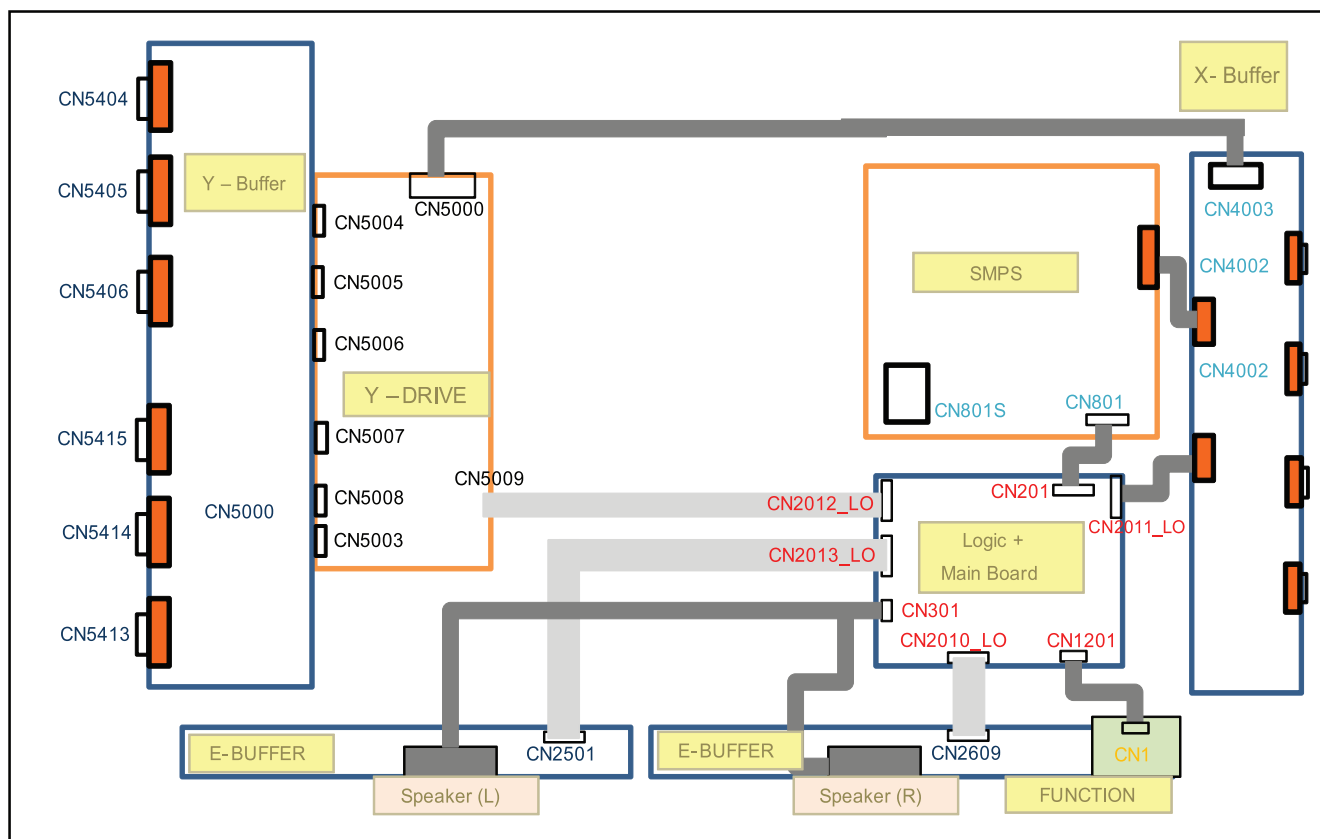 X- Buffer
CN5404
CN5405
Y – Buffer
CN5000
CN4003
CN5004
CN5406
CN5005
SMPS
CN4002
CN5006
CN4002
Y – DRIVE
CN801S
CN801
CN5415
CN5007
CN5009
CN5414
CN5000
CN5008
CN2012_LO
CN201
CN2011_LO
CN5003
CN2013_LO
Logic +
Main Board
CN5413
CN301
CN2010_LO
CN1201
E- BUFFER
CN2501
E-BUFFER
CN2609
CN1
Speaker (L)
Speaker (R)
FUNCTION